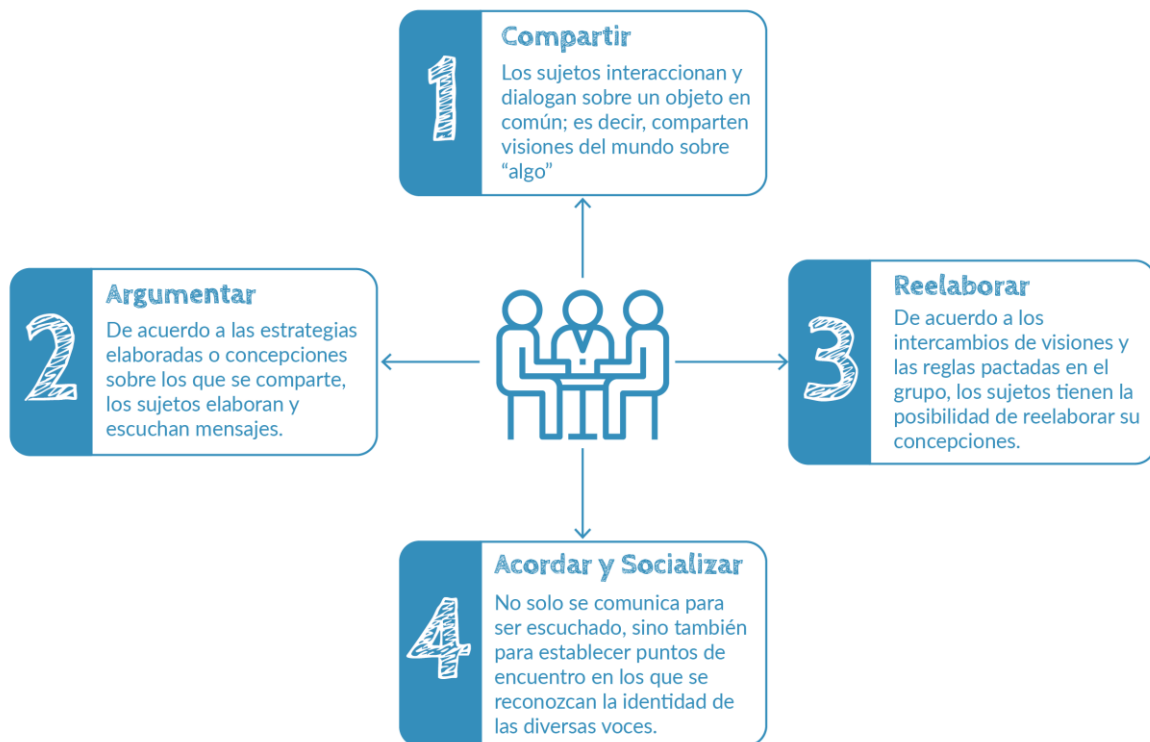 1
Compartir
Los sujetos interaccionan y
dialogan sobre un objeto en
común; es decir, comparten
visiones del mundo sobre
“algo”
2
Argumentar
De acuerdo a las estrategias
elaboradas o concepciones
sobre los que se comparte,
los sujetos elaboran y
escuchan mensajes.
3
Reelaborar
De acuerdo a los
intercambios de visiones y
las reglas pactadas en el
grupo, los sujetos tienen la
posibilidad de reelaborar su
concepciones.
4
Acordar y Socializar
No solo se comunica para
ser escuchado, sino también
para establecer puntos de
encuentro en los que se
reconozcan la identidad de
las diversas voces.